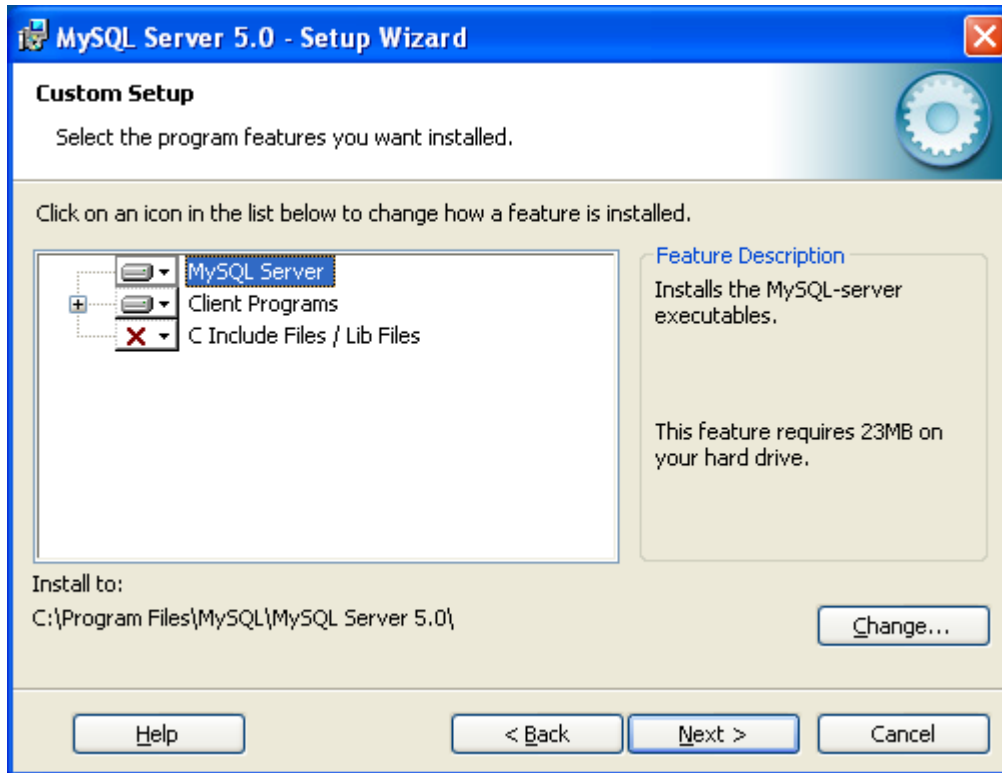 MySQL Server 5.0 - Setup Wizard
Custom Setup
Select the program features you want installed.
Click on an icon in the list below to change how a feature is installed.
MySQL Server
Client Programs
C Include Files / Lib Files
Feature Description
Installs the MySQL-server
executables.
This feature requires 23MB on
your hard drive.
Install to:
C:\Program Files\MySQL\MySQL Server 5.0\
Change...
Help
< Back
Next >
Cancel